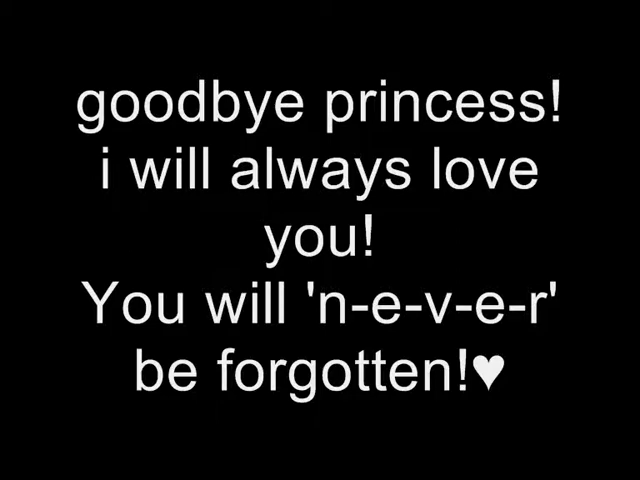 goodbye princess!
i will always love
you!
You will 'n-e-v-e-r'
be forgotten!♥